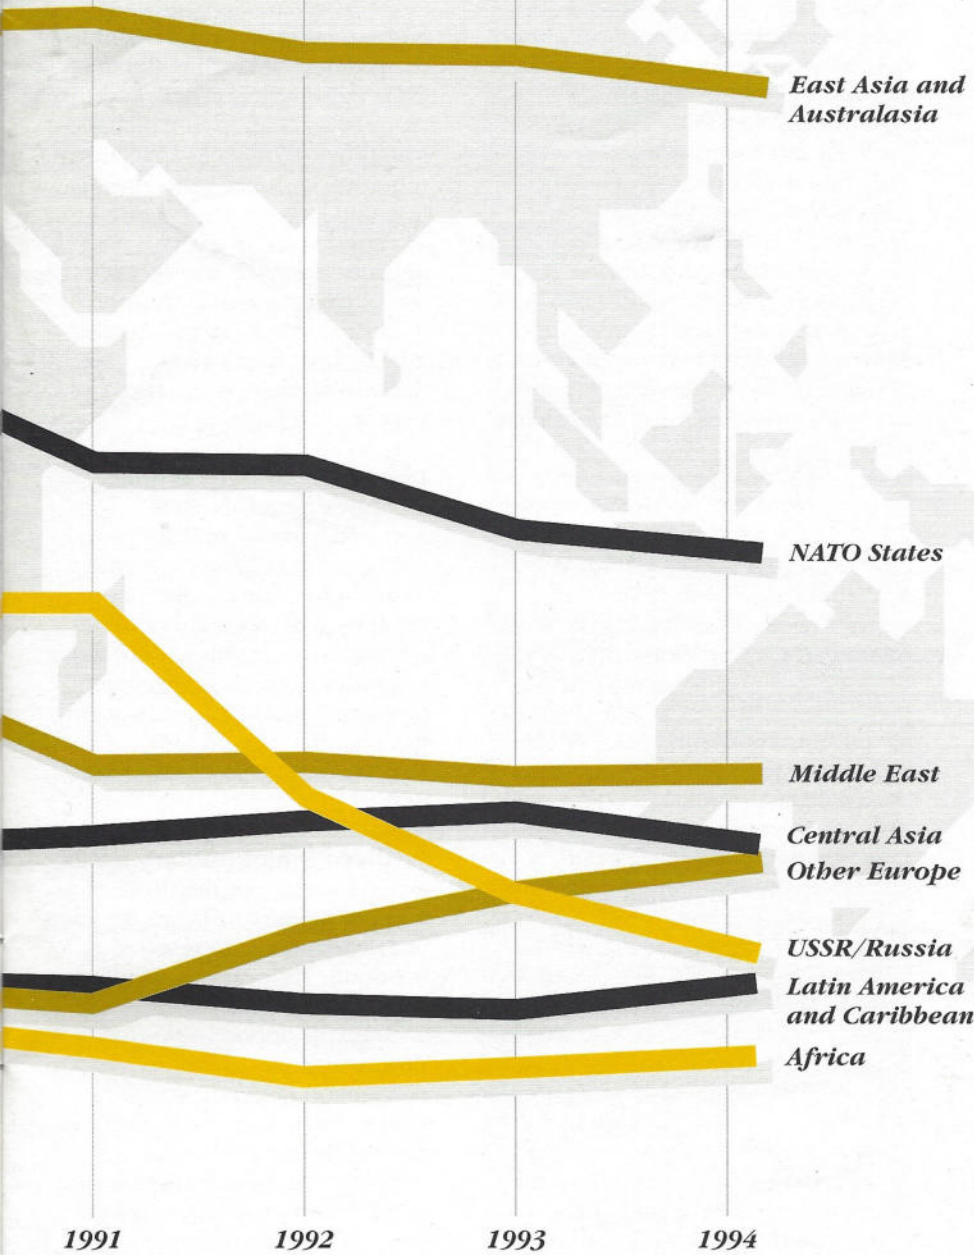 East Asia and
Australasia
NATO States
Middle East
Central Asia
Other Europe
USSR/Russia
Latin America
and Caribbean
Africa
1991 1992 1993 1994